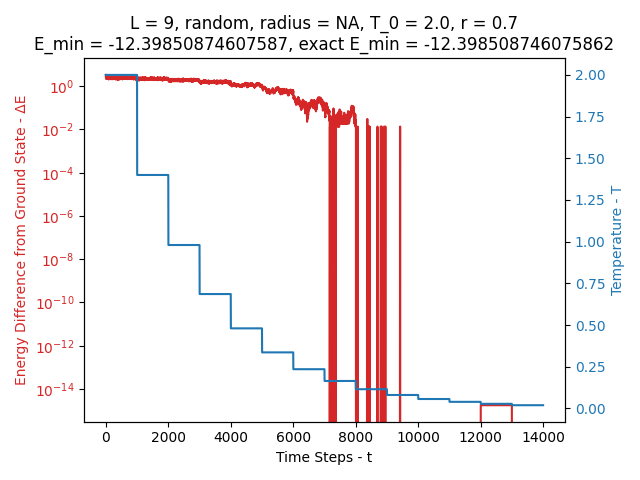 L = 9, random, radius = NA, T_0 = 2.0, r = 0.7
E_min = -12.39850874607587, exact E_min = -12.398508746075862
Energy Difference from Ground State - ΔE
10^0
10^-2
10^-4
10^-6
10^-8
10^-10
10^-12
10^-14
2.00
1.75
1.50
1.25
1.00
0.75
0.50
0.25
0.00
Temperature - T
0 2000 4000 6000 8000 10000 12000 14000
Time Steps - t